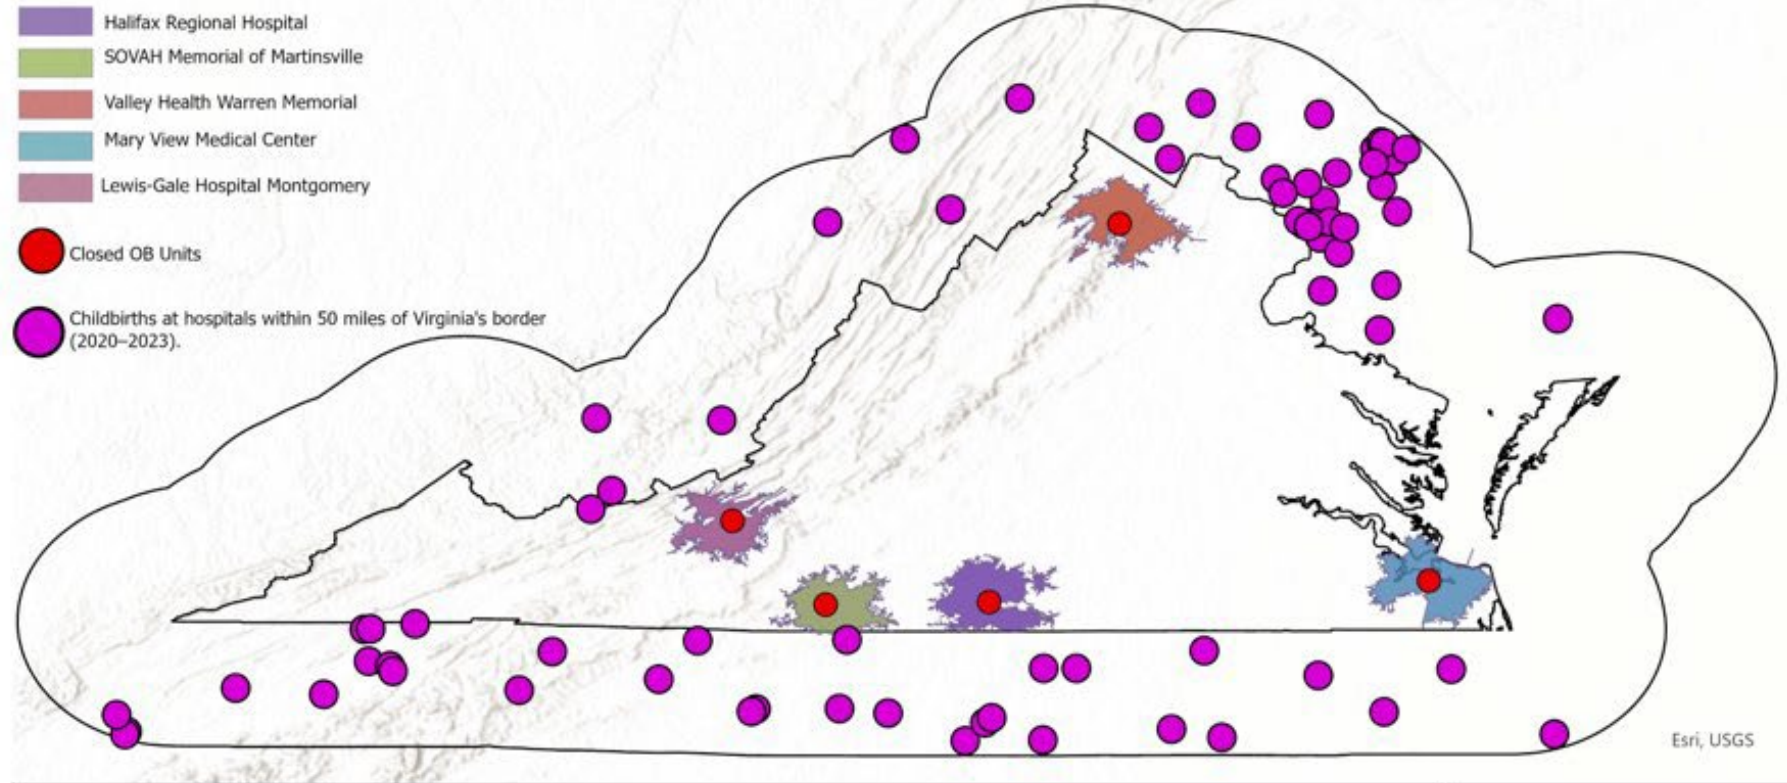 Halifax Regional Hospital
SOVAH Memorial of Martinsville
Valley Health Warren Memorial
Mary View Medical Center
Lewis-Gale Hospital Montgomery
Closed OB Units
Childbirths at hospitals within 50 miles of Virginia's border
(2020–2023).
Esri, USGS